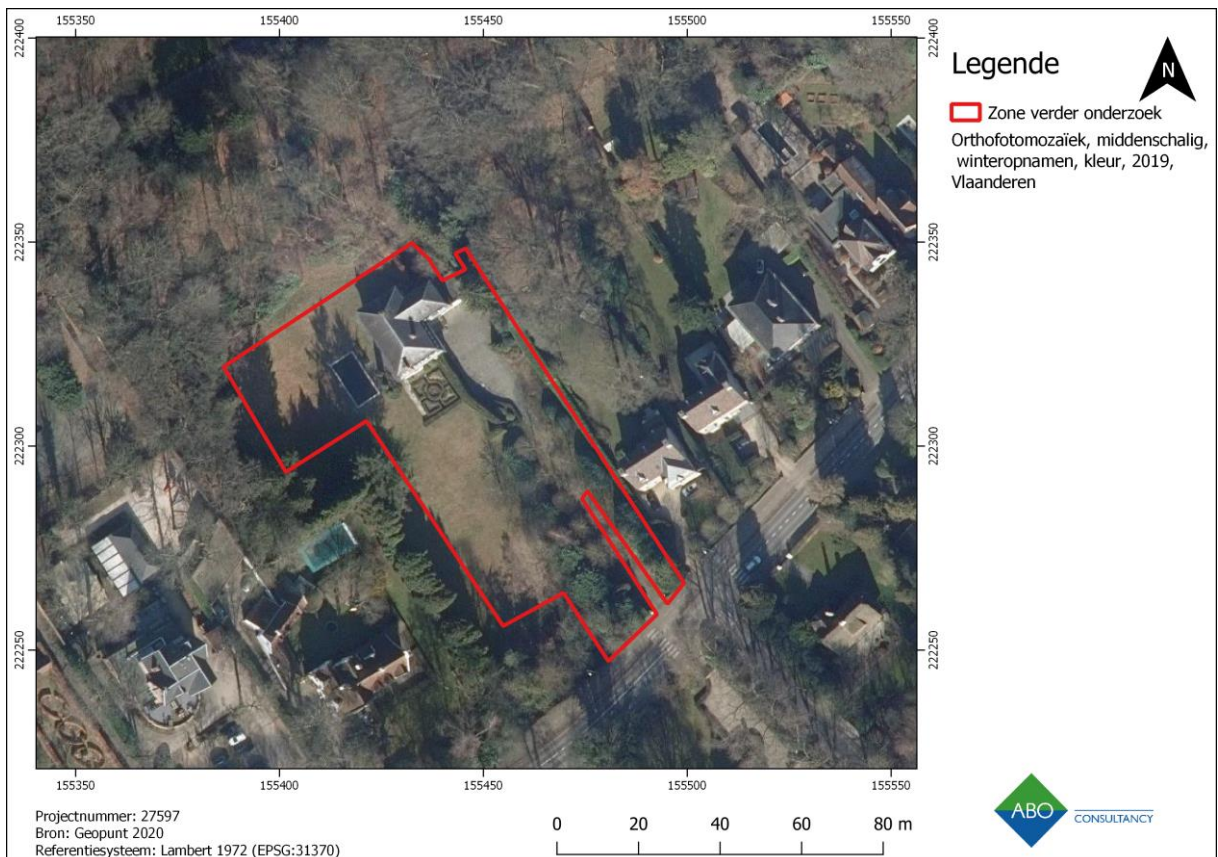 155350 155400 155450 155500 155550
222400
222350
222300
222250
222400
222350
222300
222250
155350 155400 155450 155500 155550
Legende
N
Zone verder onderzoek
Orthofotomozaïek, middenschalig,
winteropnamen, kleur, 2019,
Vlaanderen
Projectnummer: 27597
Bron: Geopunt 2020
Referentiesysteem: Lambert 1972 (EPSG:31370)
0 20 40 60 80 m
ABO CONSULTANCY